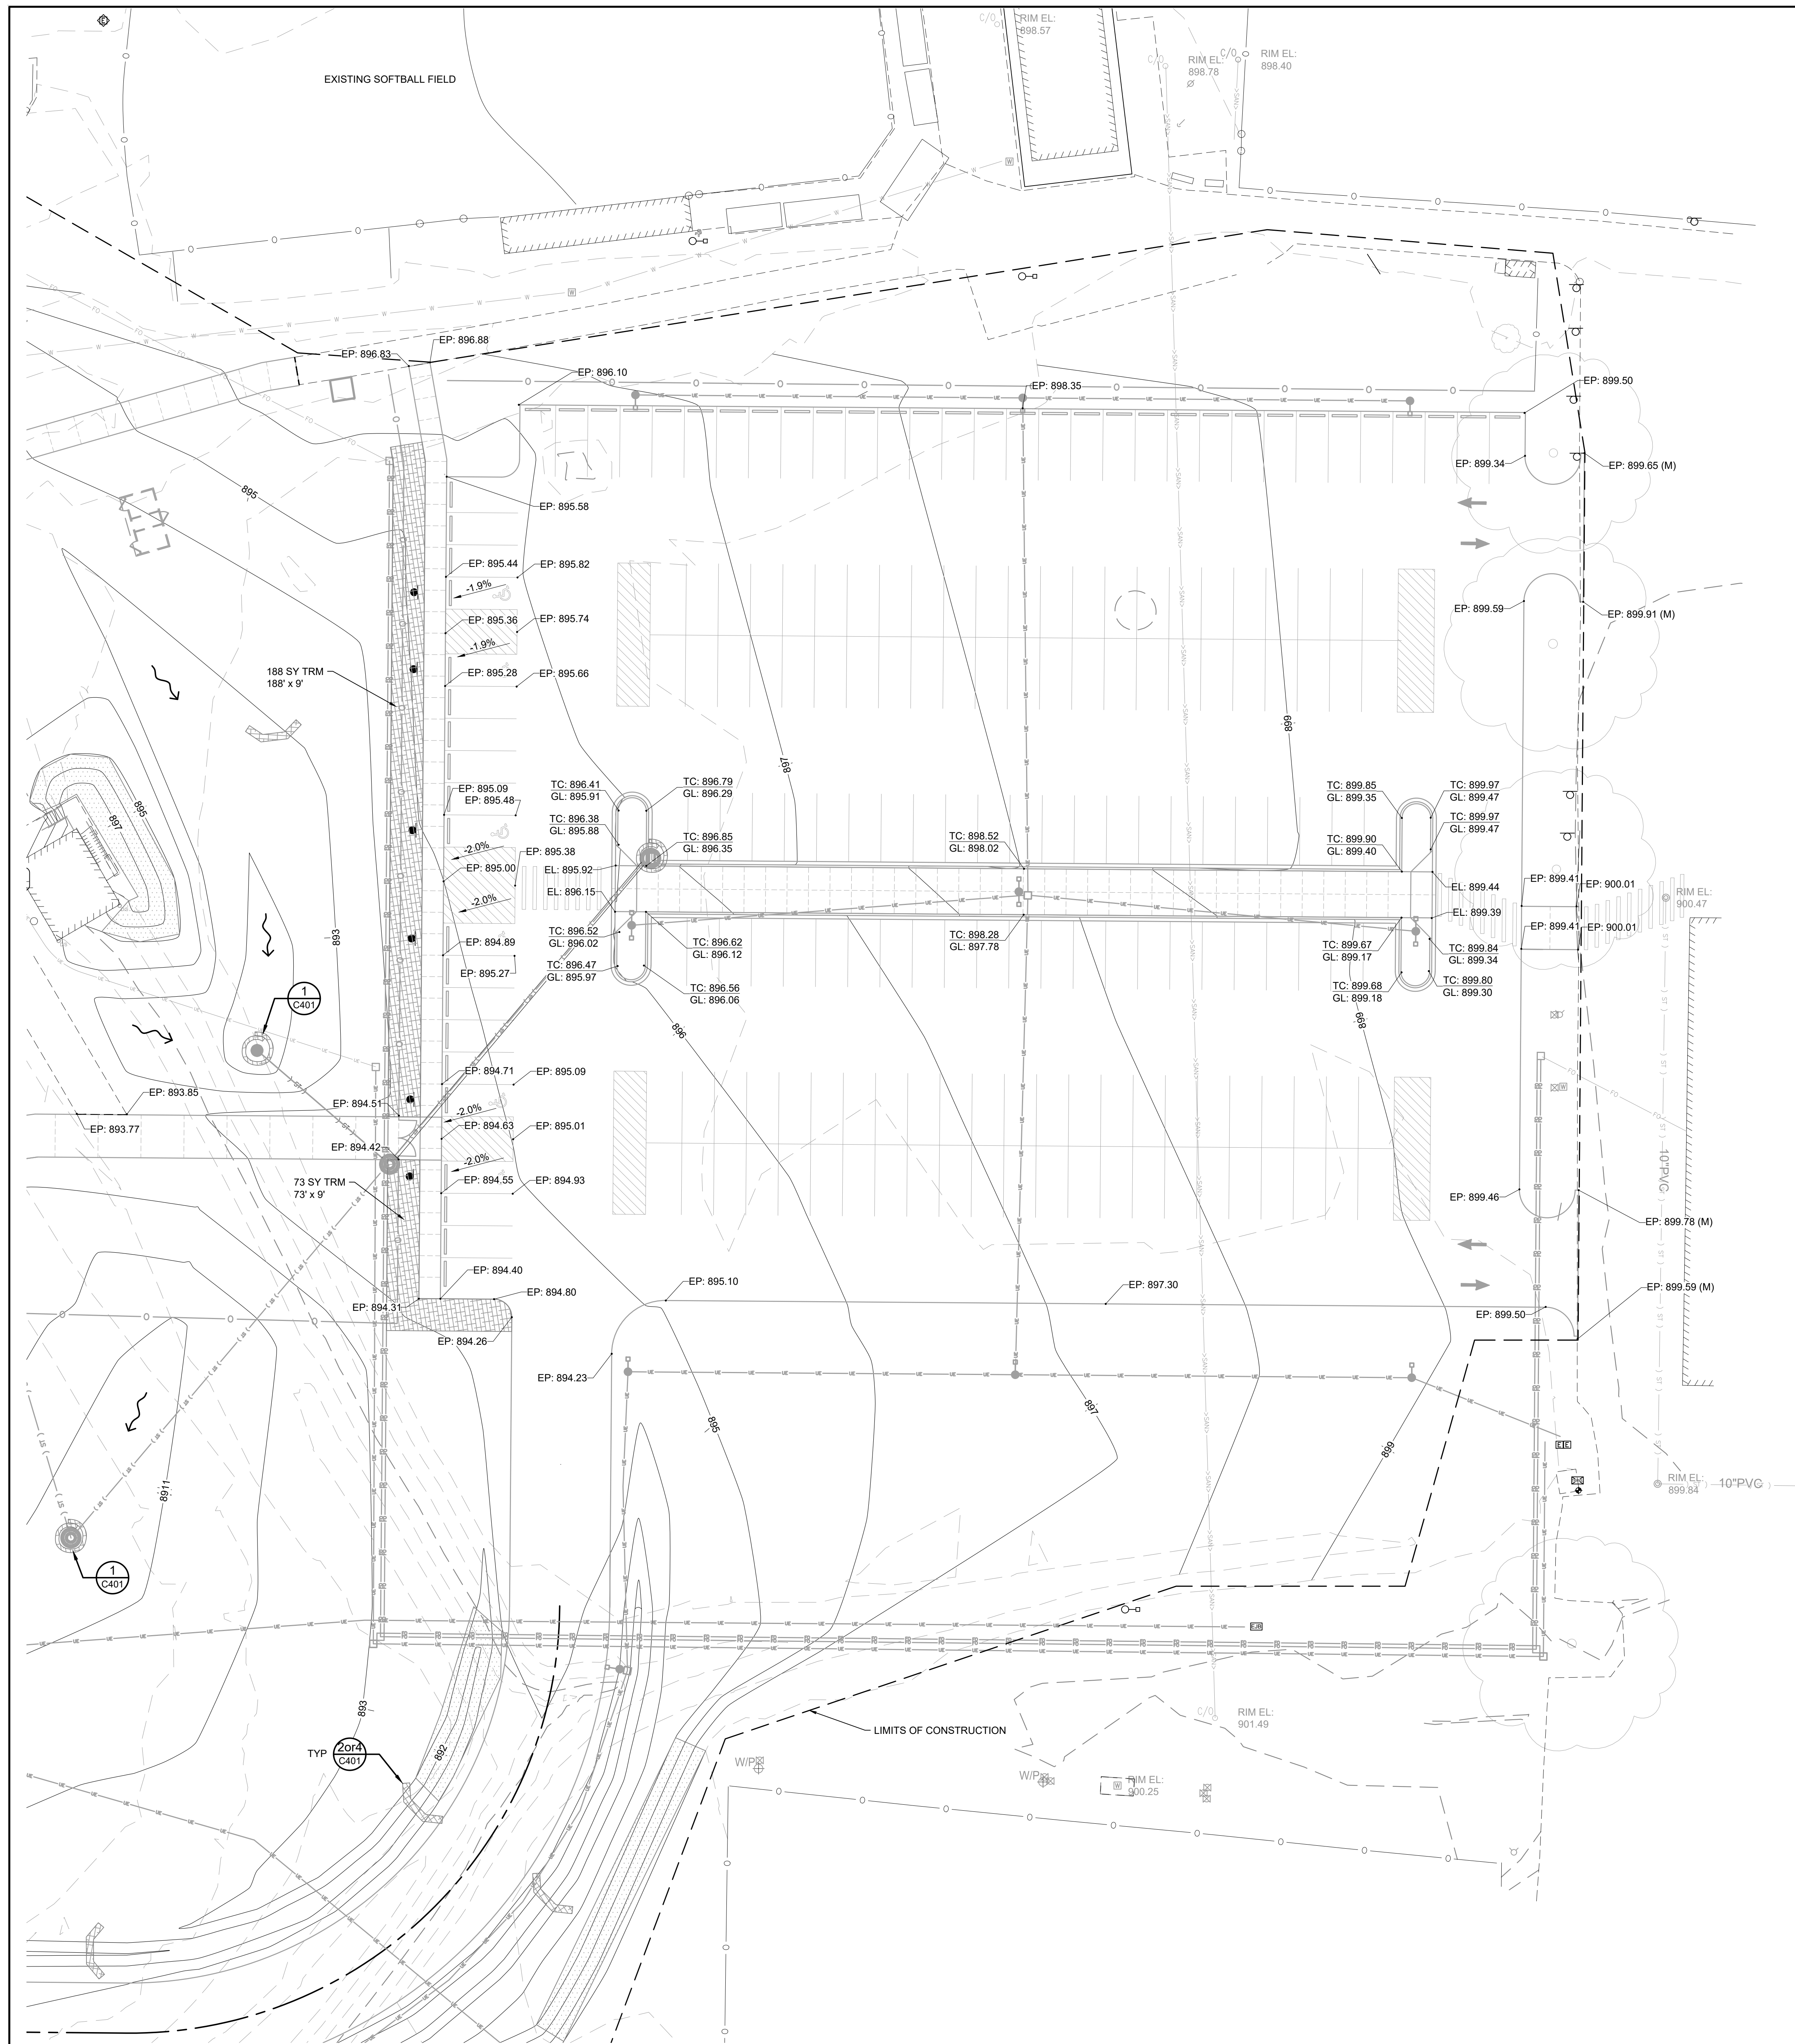 C/O
RIM EL:
898.57
EXISTING SOFTBALL FIELD
C/O
RIM EL:
898.78
C/O
RIM EL:
898.40
EP: 896.83
EP: 896.88
EP: 896.10
EP: 898.35
EP: 899.50
EP: 899.34
EP: 899.65 (M)
895
EP: 895.58
EP: 895.44
EP: 895.82
-1.9%
EP: 895.36
EP: 895.74
-1.9%
EP: 895.28
EP: 895.66
EP: 899.59
EP: 899.91 (M)
188 SY TRM
188' x 9'
899
897
895
897
EP: 895.09
EP: 895.48
TC: 896.41
GL: 895.91
TC: 896.79
GL: 896.29
TC: 896.38
GL: 895.88
TC: 896.85
GL: 896.35
TC: 898.52
GL: 898.02
TC: 899.85
GL: 899.35
TC: 899.97
GL: 899.47
TC: 899.90
GL: 899.40
TC: 899.97
GL: 899.47
-2.0%
EP: 895.38
EP: 895.00
-2.0%
EL: 895.92
EL: 896.15
EL: 899.44
EL: 899.39
EP: 899.41
EP: 900.01
EP: 899.41
EP: 900.01
RIM EL:
900.47
893
EP: 894.89
EP: 895.27
TC: 896.52
GL: 896.02
TC: 896.62
GL: 896.12
TC: 896.47
GL: 895.97
TC: 896.56
GL: 896.06
TC: 898.28
GL: 897.78
TC: 899.67
GL: 899.17
TC: 899.84
GL: 899.34
TC: 899.68
GL: 899.18
TC: 899.80
GL: 899.30
1
C401
896
899
EP: 894.71
EP: 895.09
EP: 893.85
EP: 893.77
EP: 894.51
-2.0%
EP: 894.63
EP: 895.01
EP: 894.42
-2.0%
73 SY TRM
73' x 9'
EP: 894.55
EP: 894.93
10"PVC
EP: 899.46
EP: 899.78 (M)
EP: 894.40
EP: 894.80
EP: 894.31
EP: 894.26
EP: 895.10
EP: 897.30
EP: 899.50
EP: 899.59 (M)
EP: 894.23
895
897
899
891
RIM EL:
899.84
10"PVC
1
C401
EJB
893
892
TYP
2or4
C401
LIMITS OF CONSTRUCTION
C/O
RIM EL:
901.49
W/P
W/P
W
RIM EL:
900.25